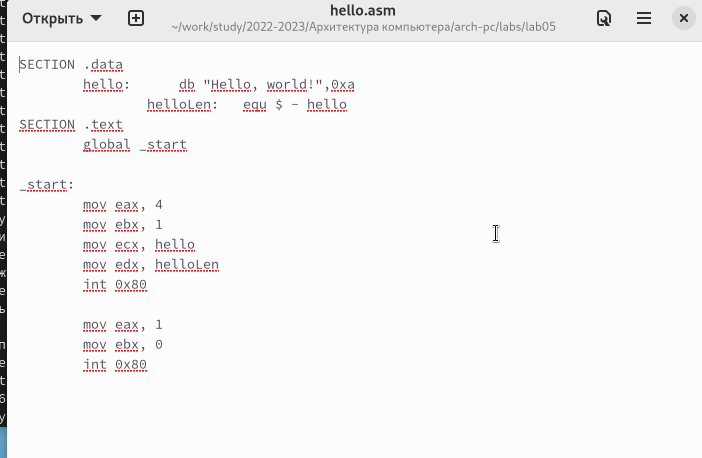 Открыть
hello.asm
~/work/study/2022-2023/Архитектура компьютера/arch-pc/labs/lab05
SECTION .data
hello: db "Hello, world!",0xa
helloLen: equ $ - hello
SECTION .text
global _start
_start:
mov eax, 4
mov ebx, 1
mov ecx, hello
mov edx, helloLen
int 0x80
mov eax, 1
mov ebx, 0
int 0x80